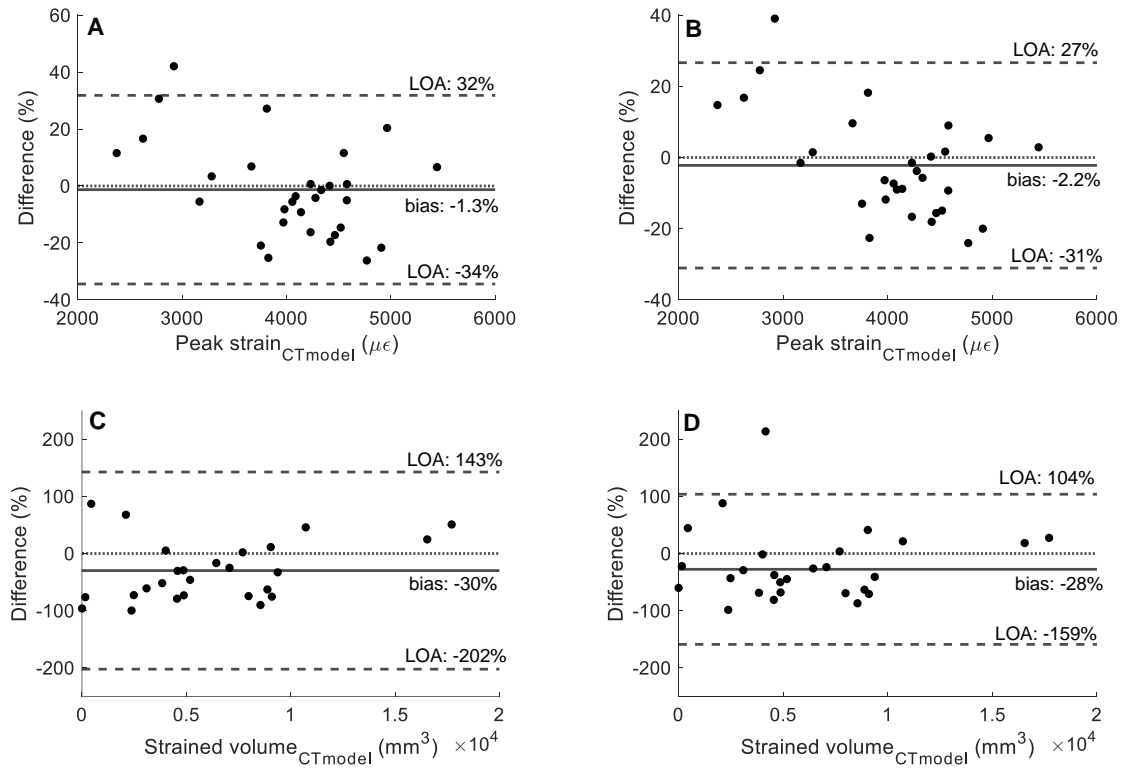 A
60
40
20
0
-20
-40
Difference (%)
LOA: 32%
bias: -1.3%
LOA: -34%
2000 3000 4000 5000 6000
Peak strain_CTmodel (μϵ)
B
40
20
0
-20
-40
Difference (%)
LOA: 27%
bias: -2.2%
LOA: -31%
2000 3000 4000 5000 6000
Peak strain_CTmodel (μϵ)
C
200
100
0
-100
-200
Difference (%)
LOA: 143%
bias: -30%
LOA: -202%
0 0.5 1 1.5 2
Strained volume_CTmodel (mm³) ×10⁴
D
200
100
0
-100
-200
Difference (%)
LOA: 104%
bias: -28%
LOA: -159%
0 0.5 1 1.5 2
Strained volume_CTmodel (mm³) ×10⁴